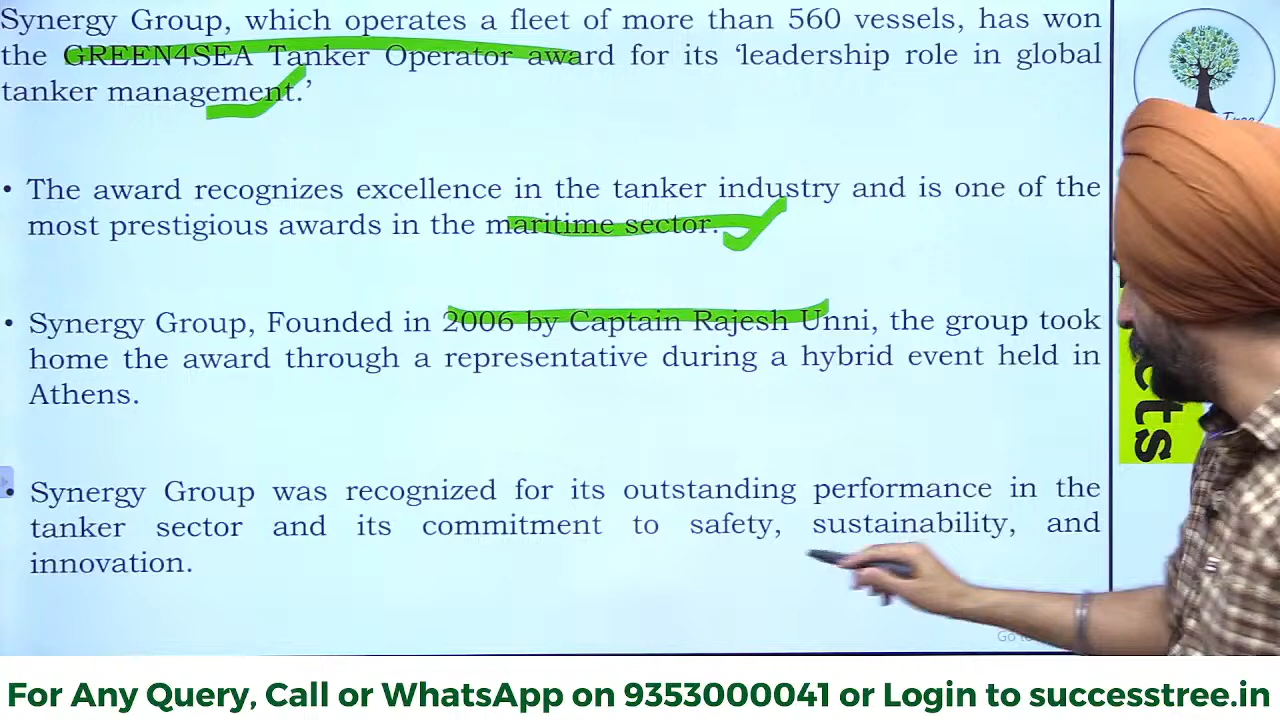 Synergy Group, which operates a fleet of more than 560 vessels, has won
the GREEN4SEA Tanker Operator award for its ‘leadership role in global
tanker management.’
• The award recognizes excellence in the tanker industry and is one of the
most prestigious awards in the maritime sector.
• Synergy Group, Founded in 2006 by Captain Rajesh Unni, the group took
home the award through a representative during a hybrid event held in
Athens.
• Synergy Group was recognized for its outstanding performance in the
tanker sector and its commitment to safety, sustainability, and
innovation.
Tree
cts
Go to
For Any Query, Call or WhatsApp on 9353000041 or Login to successtree.in